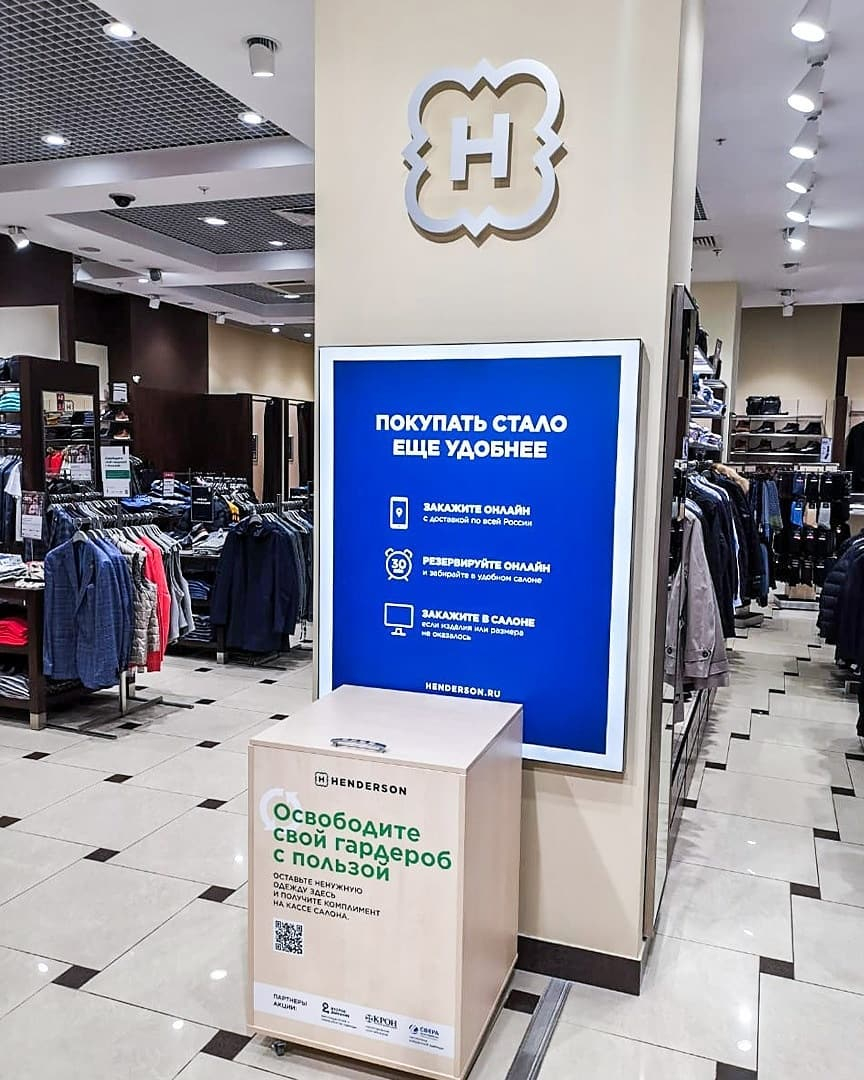 H
ПОКУПАТЬ СТАЛО
ЕЩЕ УДОБНЕЕ
ЗАКАЖИТЕ ОНЛАЙН
с доставкой по всей России
30
РЕЗЕРВИРУЙТЕ ОНЛАЙН
и забирайте в удобном салоне
ЗАКАЖИТЕ В САЛОНЕ
если изделия или размера
не оказалось
HENDERSON.RU
H HENDERSON
Освободите
свой гардероб
с пользой
ОСТАВЬТЕ НЕНУЖНУЮ
ОДЕЖДУ ЗДЕСЬ
И ПОЛУЧИТЕ КОМПЛИМЕНТ
НА КАССЕ САЛОНА.
ПАРТНЕРЫ
АКЦИИ:
ВТОРОЕ
ДЫХАНИЕ
КРОН
СФЕРА